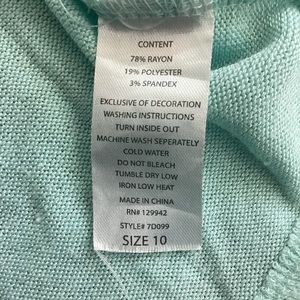 CONTENT
78% RAYON
19% POLYESTER
3% SPANDEX
EXCLUSIVE OF DECORATION
WASHING INSTRUCTIONS
TURN INSIDE OUT
MACHINE WASH SEPERATELY
COLD WATER
DO NOT BLEACH
TUMBLE DRY LOW
IRON LOW HEAT
MADE IN CHINA
RN# 129942
STYLE# 7D099
SIZE 10